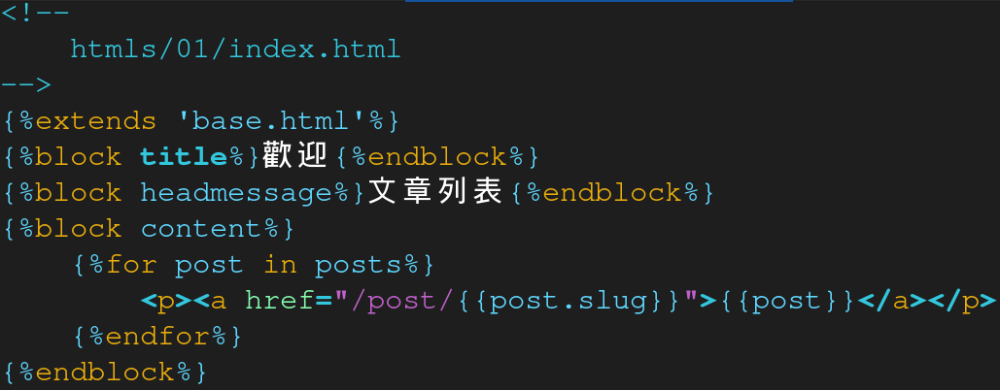 <!--
    htmls/01/index.html
-->
{%extends 'base.html'%}
{%block title%}歡迎{%endblock%}
{%block headmessage%}文章列表{%endblock%}
{%block content%}
    {%for post in posts%}
        <p><a href="/post/{{post.slug}}">{{post}}</a></p>
    {%endfor%}
{%endblock%}